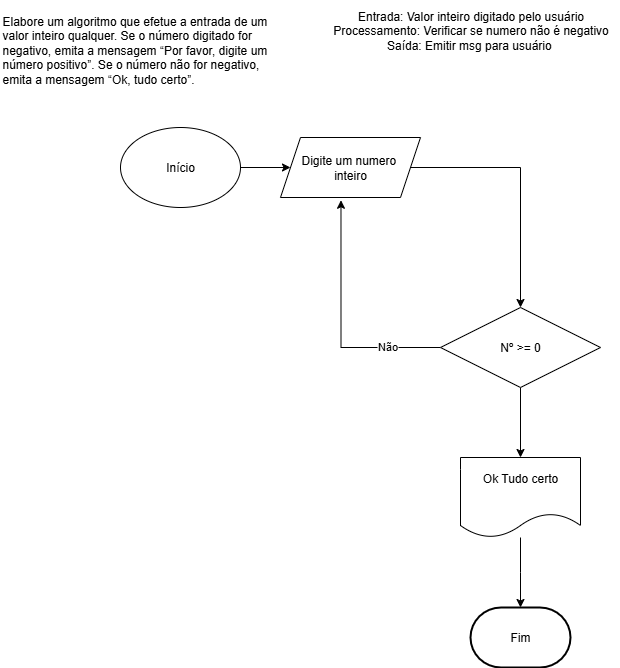 Elabore um algoritmo que efetue a entrada de um
valor inteiro qualquer. Se o número digitado for
negativo, emita a mensagem “Por favor, digite um
número positivo”. Se o número não for negativo,
emita a mensagem “Ok, tudo certo”.
Entrada: Valor inteiro digitado pelo usuário
Processamento: Verificar se numero não é negativo
Saída: Emitir msg para usuário
Início
Digite um numero
inteiro
Nº >= 0
Não
Ok Tudo certo
Fim